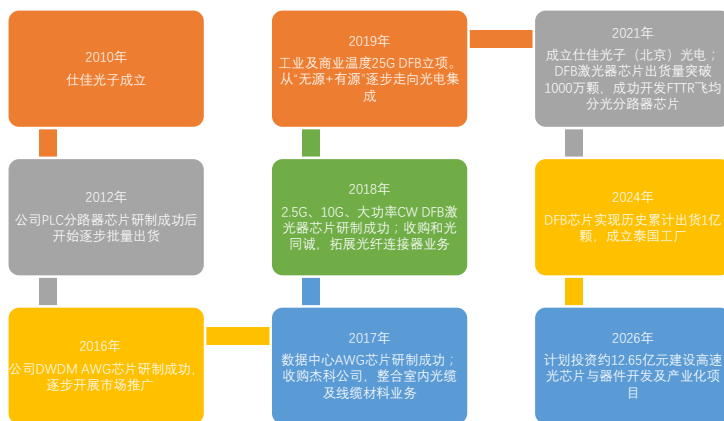 2010年
仕佳光子成立
2012年
公司PLC分路器芯片研制成功后
开始逐步批量出货
2016年
公司DWDM AWG芯片研制成功，
逐步开展市场推广
2017年
数据中心AWG芯片研制成功；
收购杰科公司，整合室内光缆
及线缆材料业务
2018年
2.5G、10G、大功率CW DFB激
光器芯片研制成功；收购和光
同诚，拓展光纤连接器业务
2019年
工业及商业温度25G DFB立项。
从“无源+有源”逐步走向光电集
成
2021年
成立仕佳光子（北京）光电；
DFB激光器芯片出货量突破
1000万颗，成功开发FTTR飞均
分光分路器芯片
2024年
DFB芯片实现历史累计出货1亿
颗，成立泰国工厂
2026年
计划投资约12.65亿元建设高速
光芯片与器件开发及产业化项
目